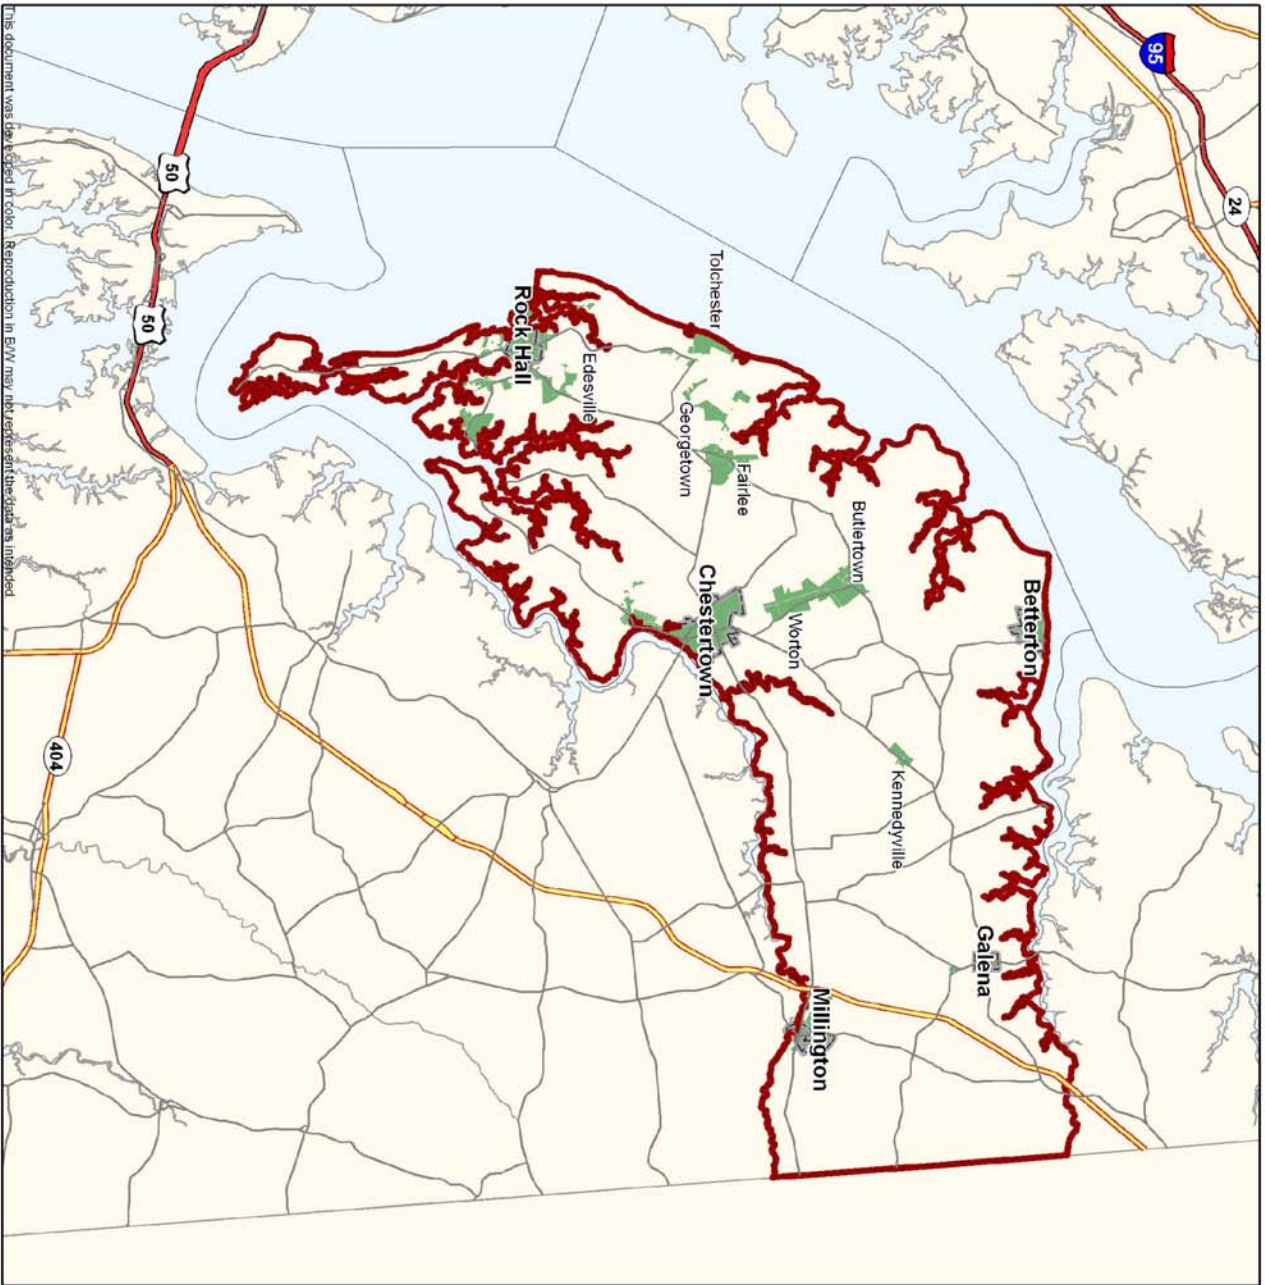 95
24
50
50
404
Tolchester
Rock Hall
Edesville
Georgetown
Fairlee
Butlertown
Betterton
Chestertown
Worton
Kennedyville
Galena
Millington
This document was developed in color. Reproduction in B/W may not represent the data as intended.